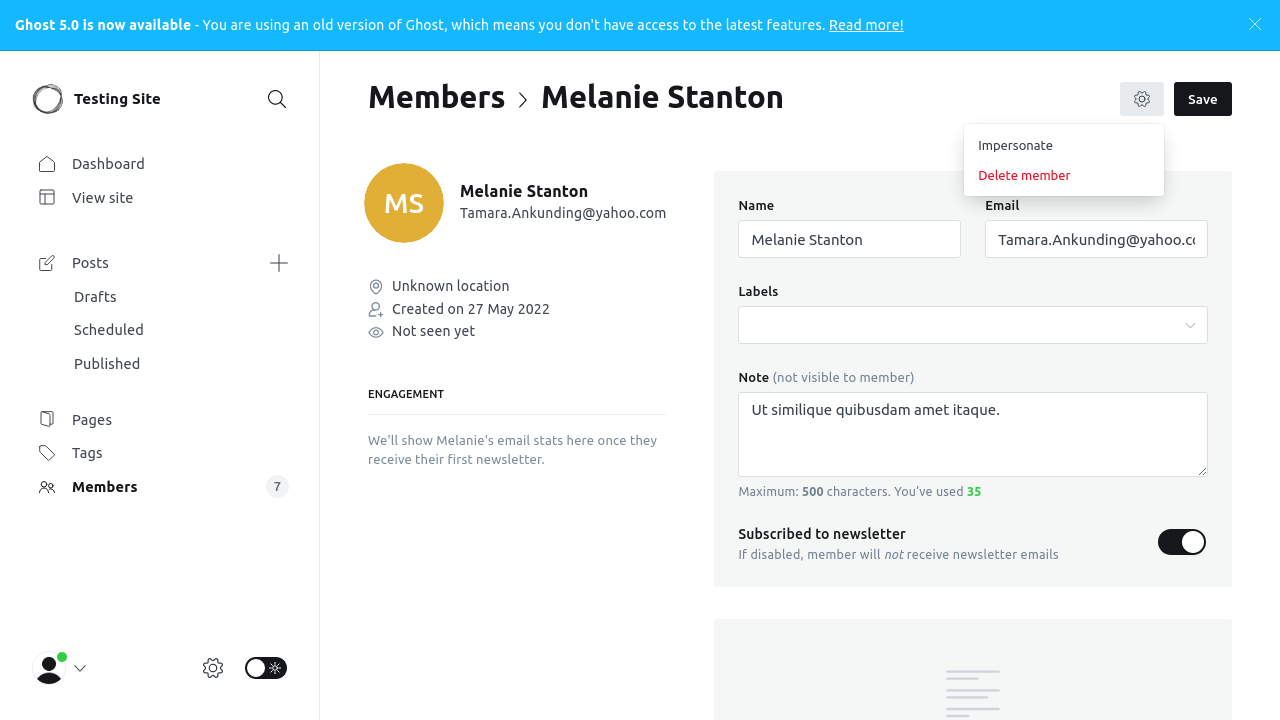 Ghost 5.0 is now available - You are using an old version of Ghost, which means you don't have access to the latest features. Read more!
Testing Site
Dashboard
View site
Posts
Drafts
Scheduled
Published
Pages
Tags
Members 7
Members > Melanie Stanton
Save
Impersonate
Delete member
MS
Melanie Stanton
Tamara.Ankunding@yahoo.com
Unknown location
Created on 27 May 2022
Not seen yet
ENGAGEMENT
We'll show Melanie's email stats here once they
receive their first newsletter.
Name
Melanie Stanton
Email
Tamara.Ankunding@yahoo.co
Labels
Note (not visible to member)
Ut similique quibusdam amet itaque.
Maximum: 500 characters. You've used 35
Subscribed to newsletter
If disabled, member will not receive newsletter emails